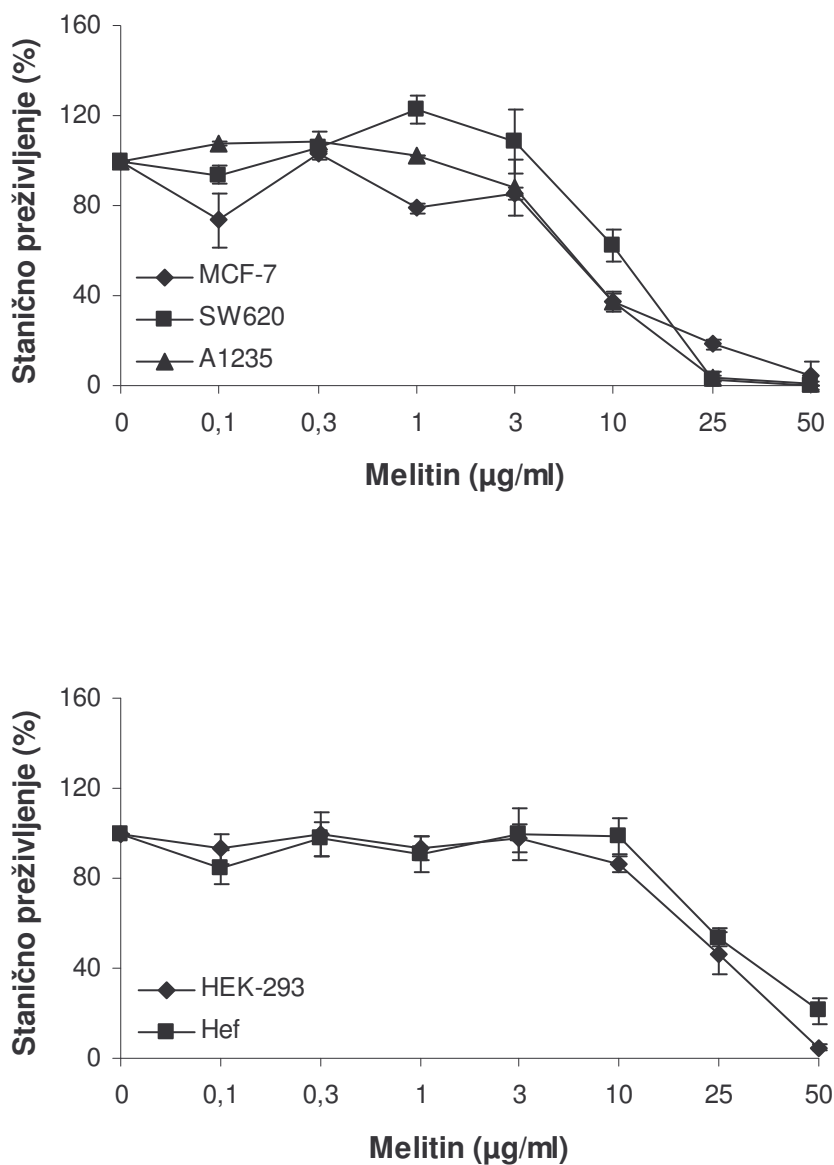 160
120
80
40
0
Stanično preživljenje (%)
MCF-7
SW620
A1235
0 0,1 0,3 1 3 10 25 50
Melitin (µg/ml)
160
120
80
40
0
Stanično preživljenje (%)
HEK-293
Hef
0 0,1 0,3 1 3 10 25 50
Melitin (µg/ml)